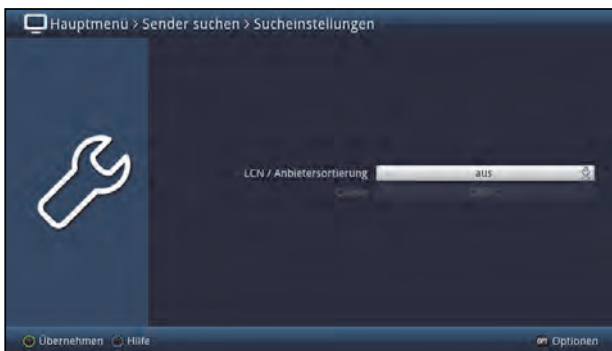 Hauptmenü > Sender suchen > Sucheinstellungen
LCN / Anbietersortierung aus
Übernehmen Hilfe Optionen